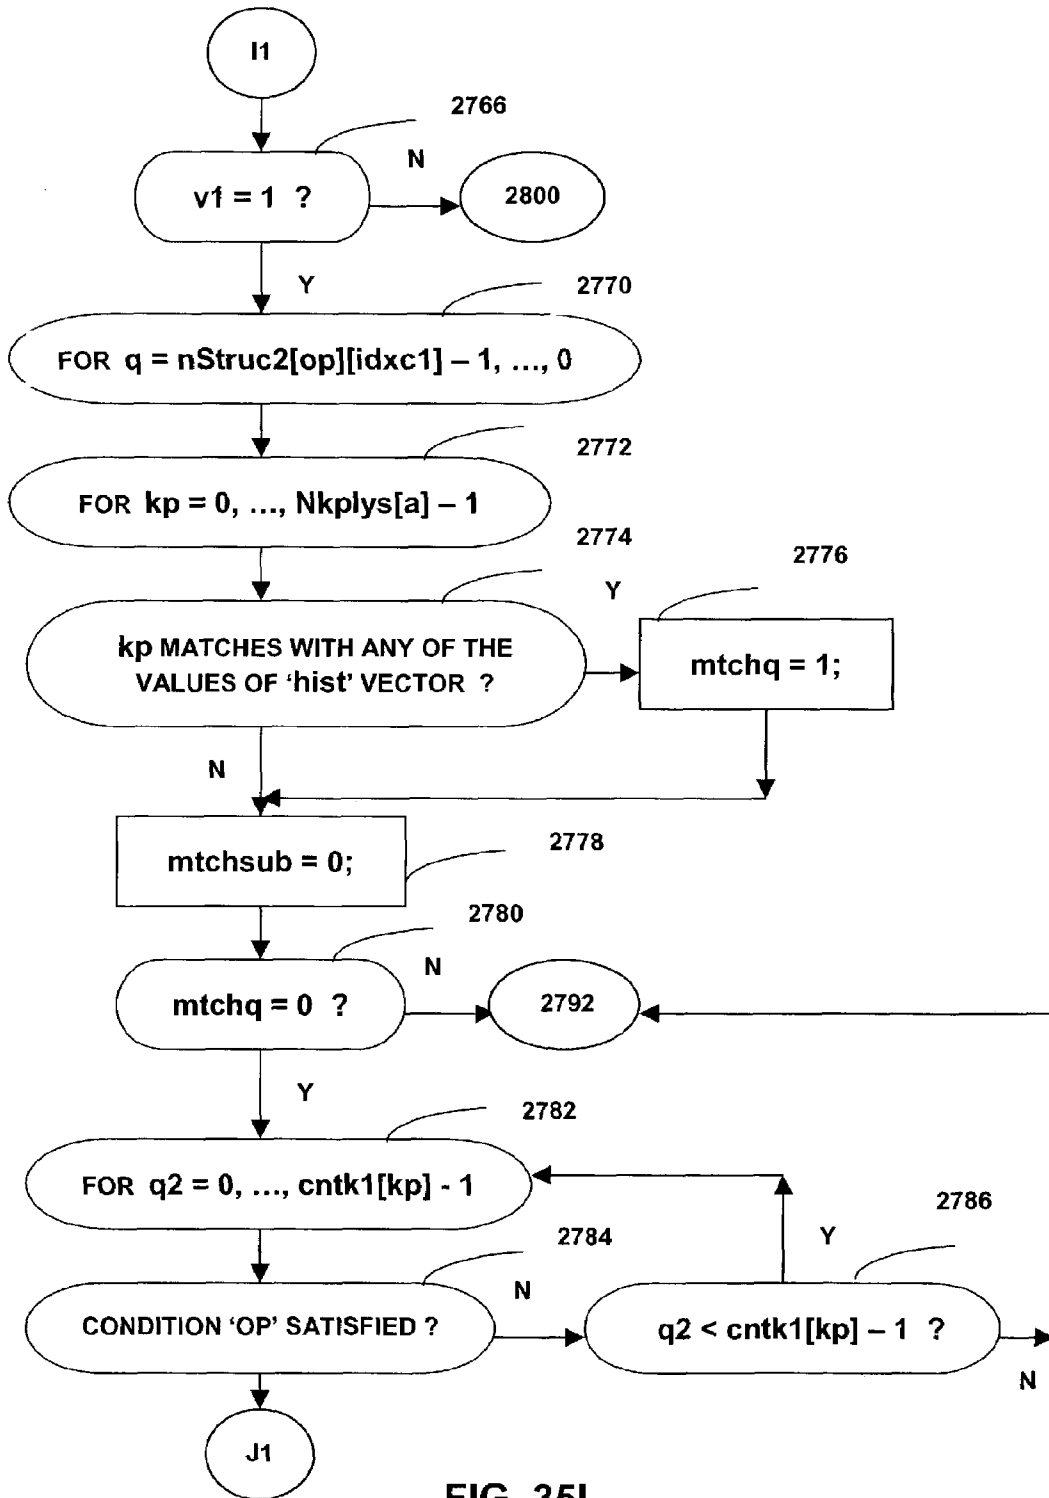 I1
2766
N
v1 = 1 ?
2800
Y
2770
FOR q = nStruc2[op][idxc1] – 1, ..., 0
2772
FOR kp = 0, ..., Nkplys[a] – 1
2774
2776
Y
kp MATCHES WITH ANY OF THE
VALUES OF ‘hist’ VECTOR ?
mtchq = 1;
N
2778
mtchsub = 0;
2780
N
mtchq = 0 ?
2792
Y
2782
FOR q2 = 0, ..., cntk1[kp] - 1
2786
2784
Y
N
CONDITION ‘OP’ SATISFIED ?
q2 < cntk1[kp] – 1 ?
N
J1
FIG. 35I